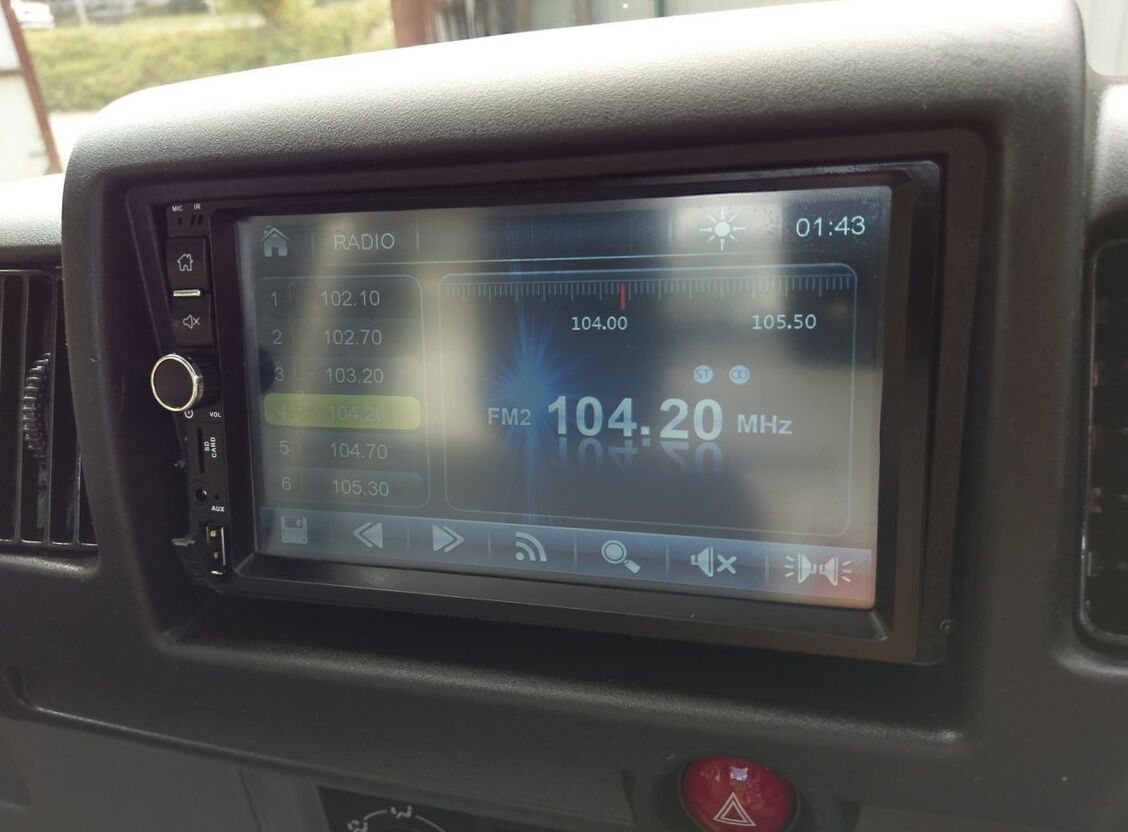 MIC IR
RADIO
01:43
1 102.10
2 102.70
3 103.20
4 104.20
5 104.70
6 105.30
104.00 105.50
ST
FM2 104.20 MHz
VOL
SD CARD
AUX